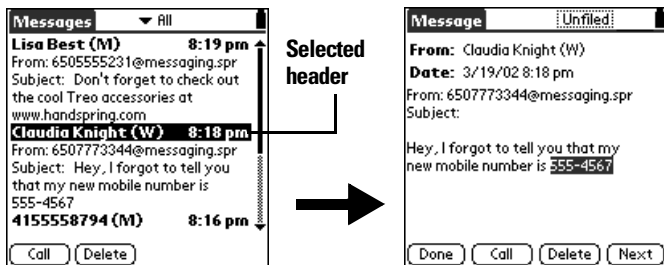 Messages All
Lisa Best (M) 8:19 pm
From: 6505555231@messaging.spr
Subject: Don't forget to check out
the cool Treo accessories at
www.handspring.com
Claudia Knight (W) 8:18 pm
From: 6507773344@messaging.spr
Subject: Hey, I forgot to tell you
that my new mobile number is
555-4567
4155558794 (M) 8:16 pm
Call Delete
Selected
header
Message Unfiled
From: Claudia Knight (W)
Date: 3/19/02 8:18 pm
From: 6507773344@messaging.spr
Subject:
Hey, I forgot to tell you that my
new mobile number is 555-4567
Done Call Delete Next